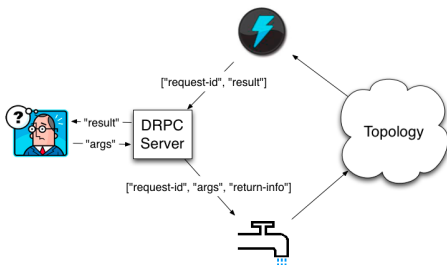 ["request-id", "result"]
?
"result"
"args"
DRPC
Server
Topology
["request-id", "args", "return-info"]